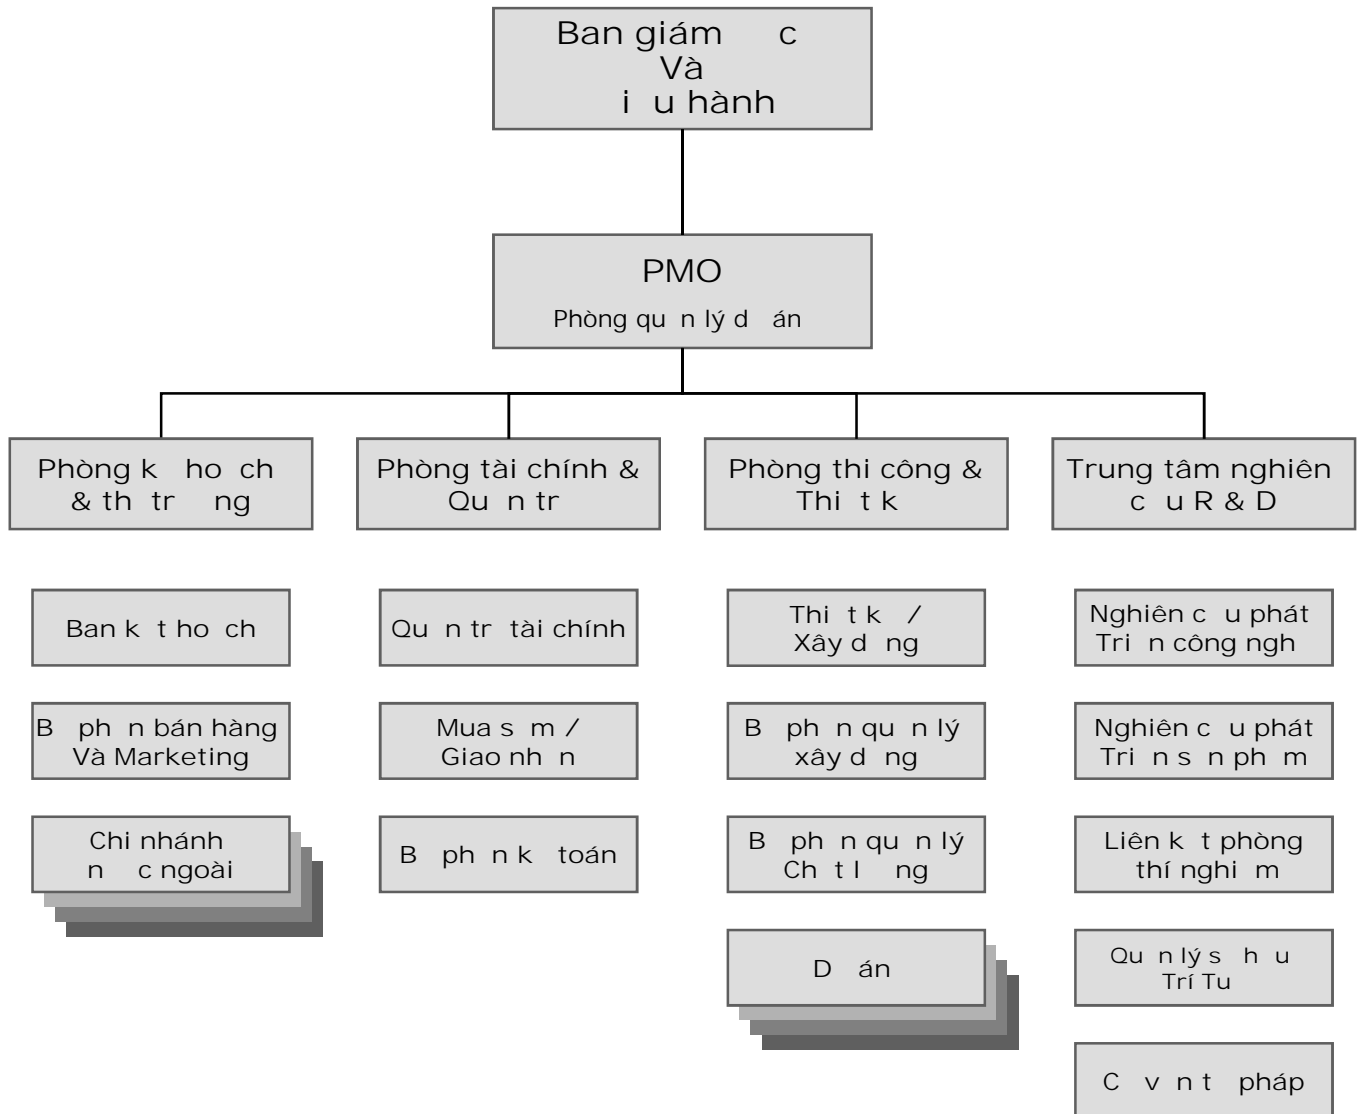 Ban giám c
Và
i u hành
PMO
Phòng qu n lý d án
Phòng k ho ch
& th tr ng
Phòng tài chính &
Qu n tr
Phòng thi công &
Thi t k
Trung tâm nghiên
c u R & D
Ban k t ho ch
B ph n bán hàng
Và Marketing
Chi nhánh
n c ngoài
Qu n tr tài chính
Mua s m /
Giao nh n
B ph n k toán
Thi t k /
Xây d ng
B ph n qu n lý
xây d ng
B ph n qu n lý
Ch t l ng
D án
Nghiên c u phát
Tri n công ngh
Nghiên c u phát
Tri n s n ph m
Liên k t phòng
thí nghi m
Qu n lý s h u
Trí Tu
C v n t pháp